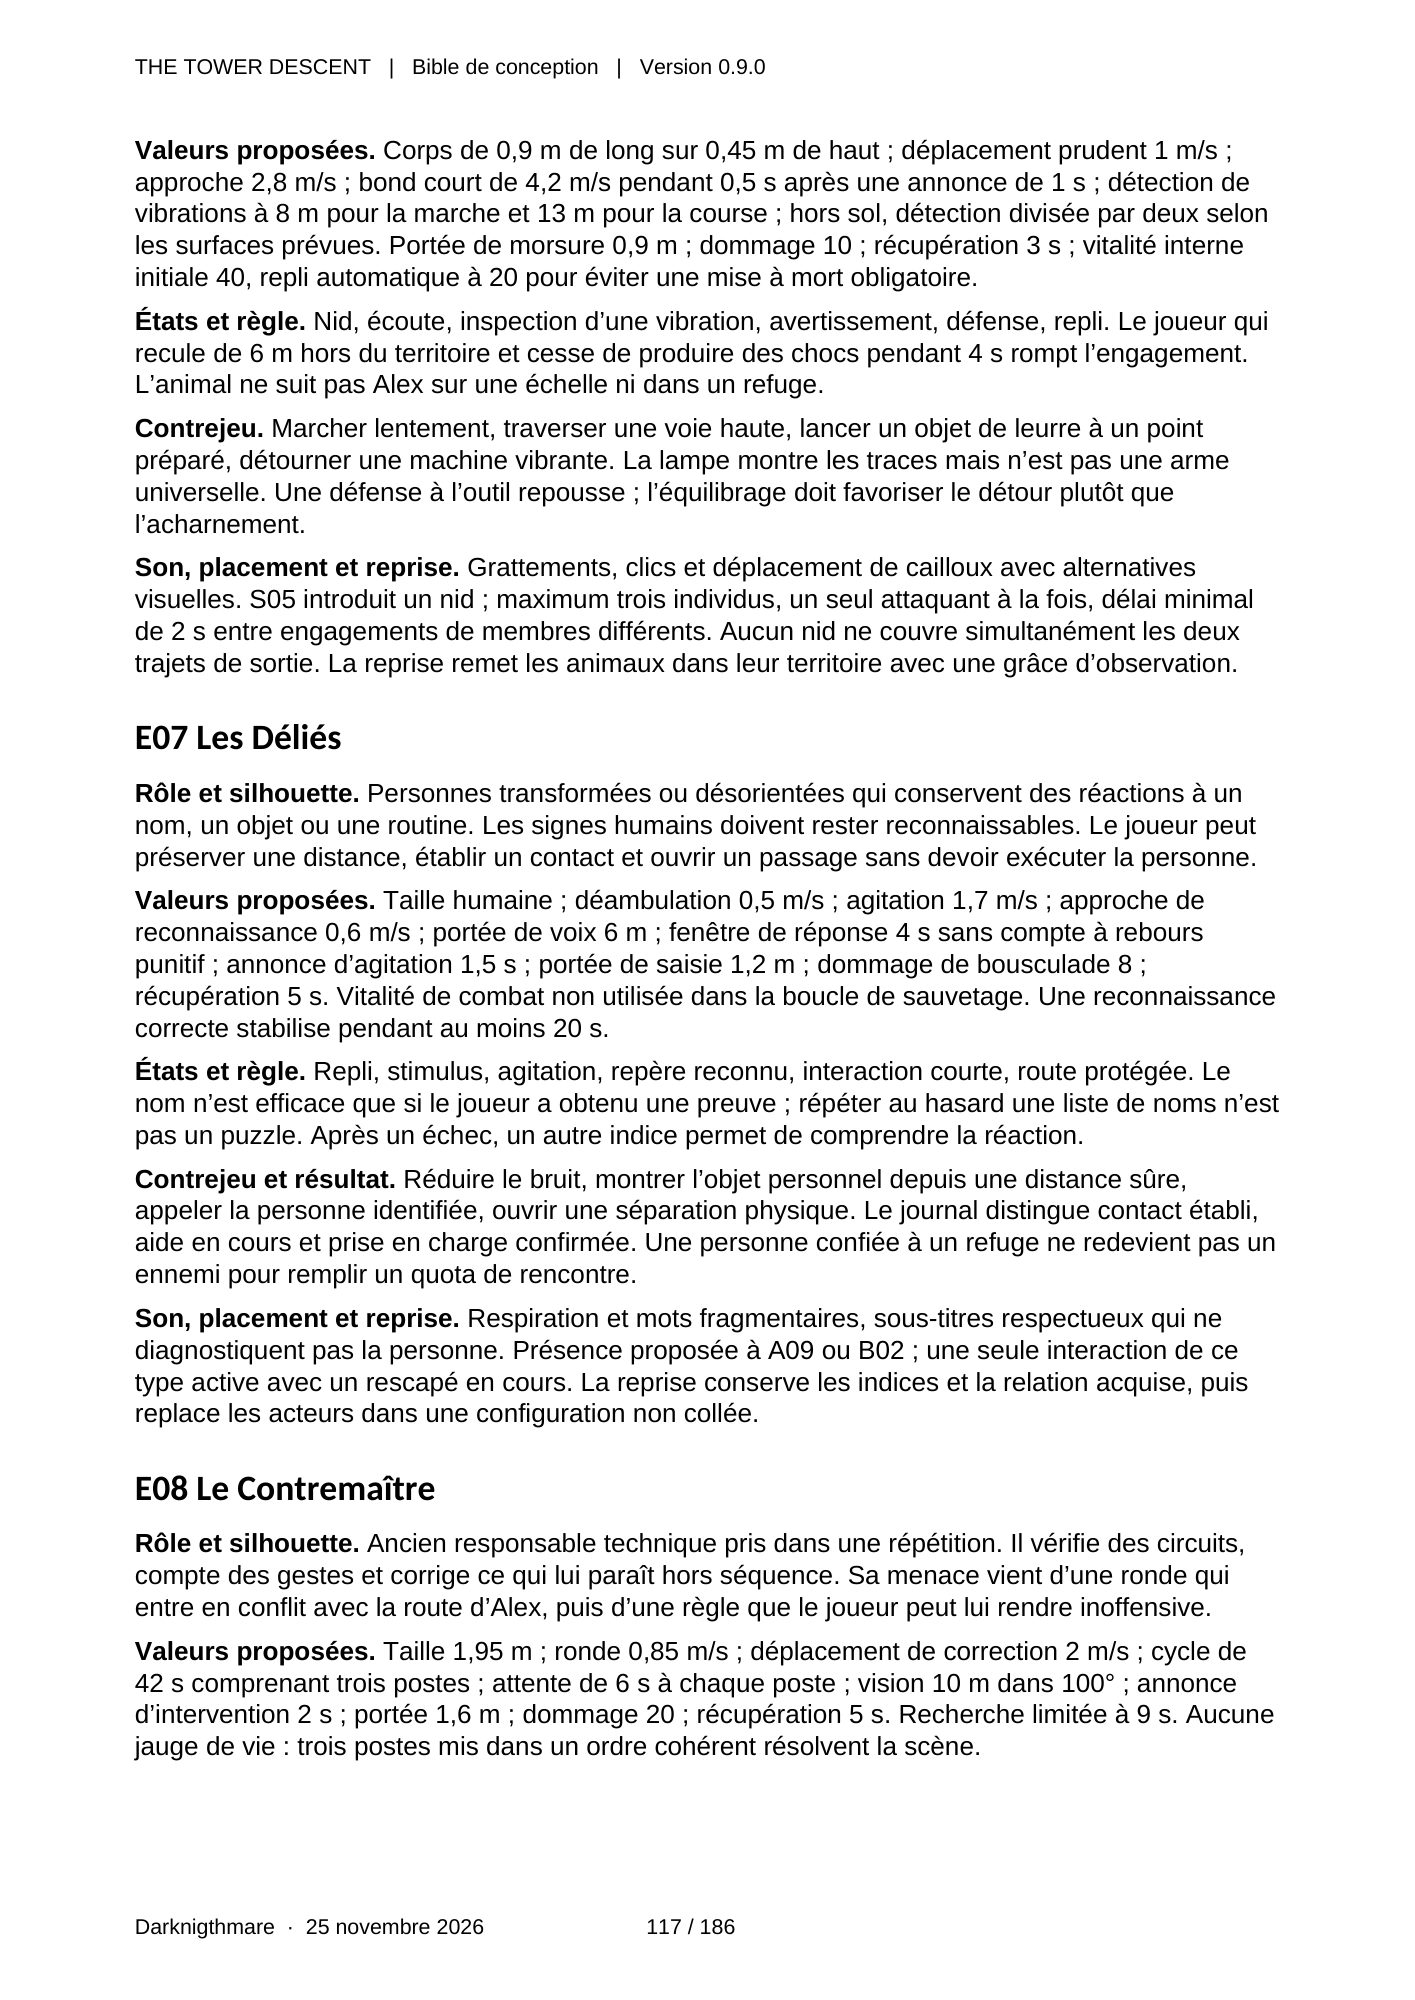 THE TOWER DESCENT | Bible de conception | Version 0.9.0
Valeurs proposées. Corps de 0,9 m de long sur 0,45 m de haut ; déplacement prudent 1 m/s ;
approche 2,8 m/s ; bond court de 4,2 m/s pendant 0,5 s après une annonce de 1 s ; détection de
vibrations à 8 m pour la marche et 13 m pour la course ; hors sol, détection divisée par deux selon
les surfaces prévues. Portée de morsure 0,9 m ; dommage 10 ; récupération 3 s ; vitalité interne
initiale 40, repli automatique à 20 pour éviter une mise à mort obligatoire.
États et règle. Nid, écoute, inspection d’une vibration, avertissement, défense, repli. Le joueur qui
recule de 6 m hors du territoire et cesse de produire des chocs pendant 4 s rompt l’engagement.
L’animal ne suit pas Alex sur une échelle ni dans un refuge.
Contrejeu. Marcher lentement, traverser une voie haute, lancer un objet de leurre à un point
préparé, détourner une machine vibrante. La lampe montre les traces mais n’est pas une arme
universelle. Une défense à l’outil repousse ; l’équilibrage doit favoriser le détour plutôt que
l’acharnement.
Son, placement et reprise. Grattements, clics et déplacement de cailloux avec alternatives
visuelles. S05 introduit un nid ; maximum trois individus, un seul attaquant à la fois, délai minimal
de 2 s entre engagements de membres différents. Aucun nid ne couvre simultanément les deux
trajets de sortie. La reprise remet les animaux dans leur territoire avec une grâce d’observation.
E07 Les Déliés
Rôle et silhouette. Personnes transformées ou désorientées qui conservent des réactions à un
nom, un objet ou une routine. Les signes humains doivent rester reconnaissables. Le joueur peut
préserver une distance, établir un contact et ouvrir un passage sans devoir exécuter la personne.
Valeurs proposées. Taille humaine ; déambulation 0,5 m/s ; agitation 1,7 m/s ; approche de
reconnaissance 0,6 m/s ; portée de voix 6 m ; fenêtre de réponse 4 s sans compte à rebours
punitif ; annonce d’agitation 1,5 s ; portée de saisie 1,2 m ; dommage de bousculade 8 ;
récupération 5 s. Vitalité de combat non utilisée dans la boucle de sauvetage. Une reconnaissance
correcte stabilise pendant au moins 20 s.
États et règle. Repli, stimulus, agitation, repère reconnu, interaction courte, route protégée. Le
nom n’est efficace que si le joueur a obtenu une preuve ; répéter au hasard une liste de noms n’est
pas un puzzle. Après un échec, un autre indice permet de comprendre la réaction.
Contrejeu et résultat. Réduire le bruit, montrer l’objet personnel depuis une distance sûre,
appeler la personne identifiée, ouvrir une séparation physique. Le journal distingue contact établi,
aide en cours et prise en charge confirmée. Une personne confiée à un refuge ne redevient pas un
ennemi pour remplir un quota de rencontre.
Son, placement et reprise. Respiration et mots fragmentaires, sous-titres respectueux qui ne
diagnostiquent pas la personne. Présence proposée à A09 ou B02 ; une seule interaction de ce
type active avec un rescapé en cours. La reprise conserve les indices et la relation acquise, puis
replace les acteurs dans une configuration non collée.
E08 Le Contremaître
Rôle et silhouette. Ancien responsable technique pris dans une répétition. Il vérifie des circuits,
compte des gestes et corrige ce qui lui paraît hors séquence. Sa menace vient d’une ronde qui
entre en conflit avec la route d’Alex, puis d’une règle que le joueur peut lui rendre inoffensive.
Valeurs proposées. Taille 1,95 m ; ronde 0,85 m/s ; déplacement de correction 2 m/s ; cycle de
42 s comprenant trois postes ; attente de 6 s à chaque poste ; vision 10 m dans 100° ; annonce
d’intervention 2 s ; portée 1,6 m ; dommage 20 ; récupération 5 s. Recherche limitée à 9 s. Aucune
jauge de vie : trois postes mis dans un ordre cohérent résolvent la scène.
Darknigthmare · 25 novembre 2026 117 / 186